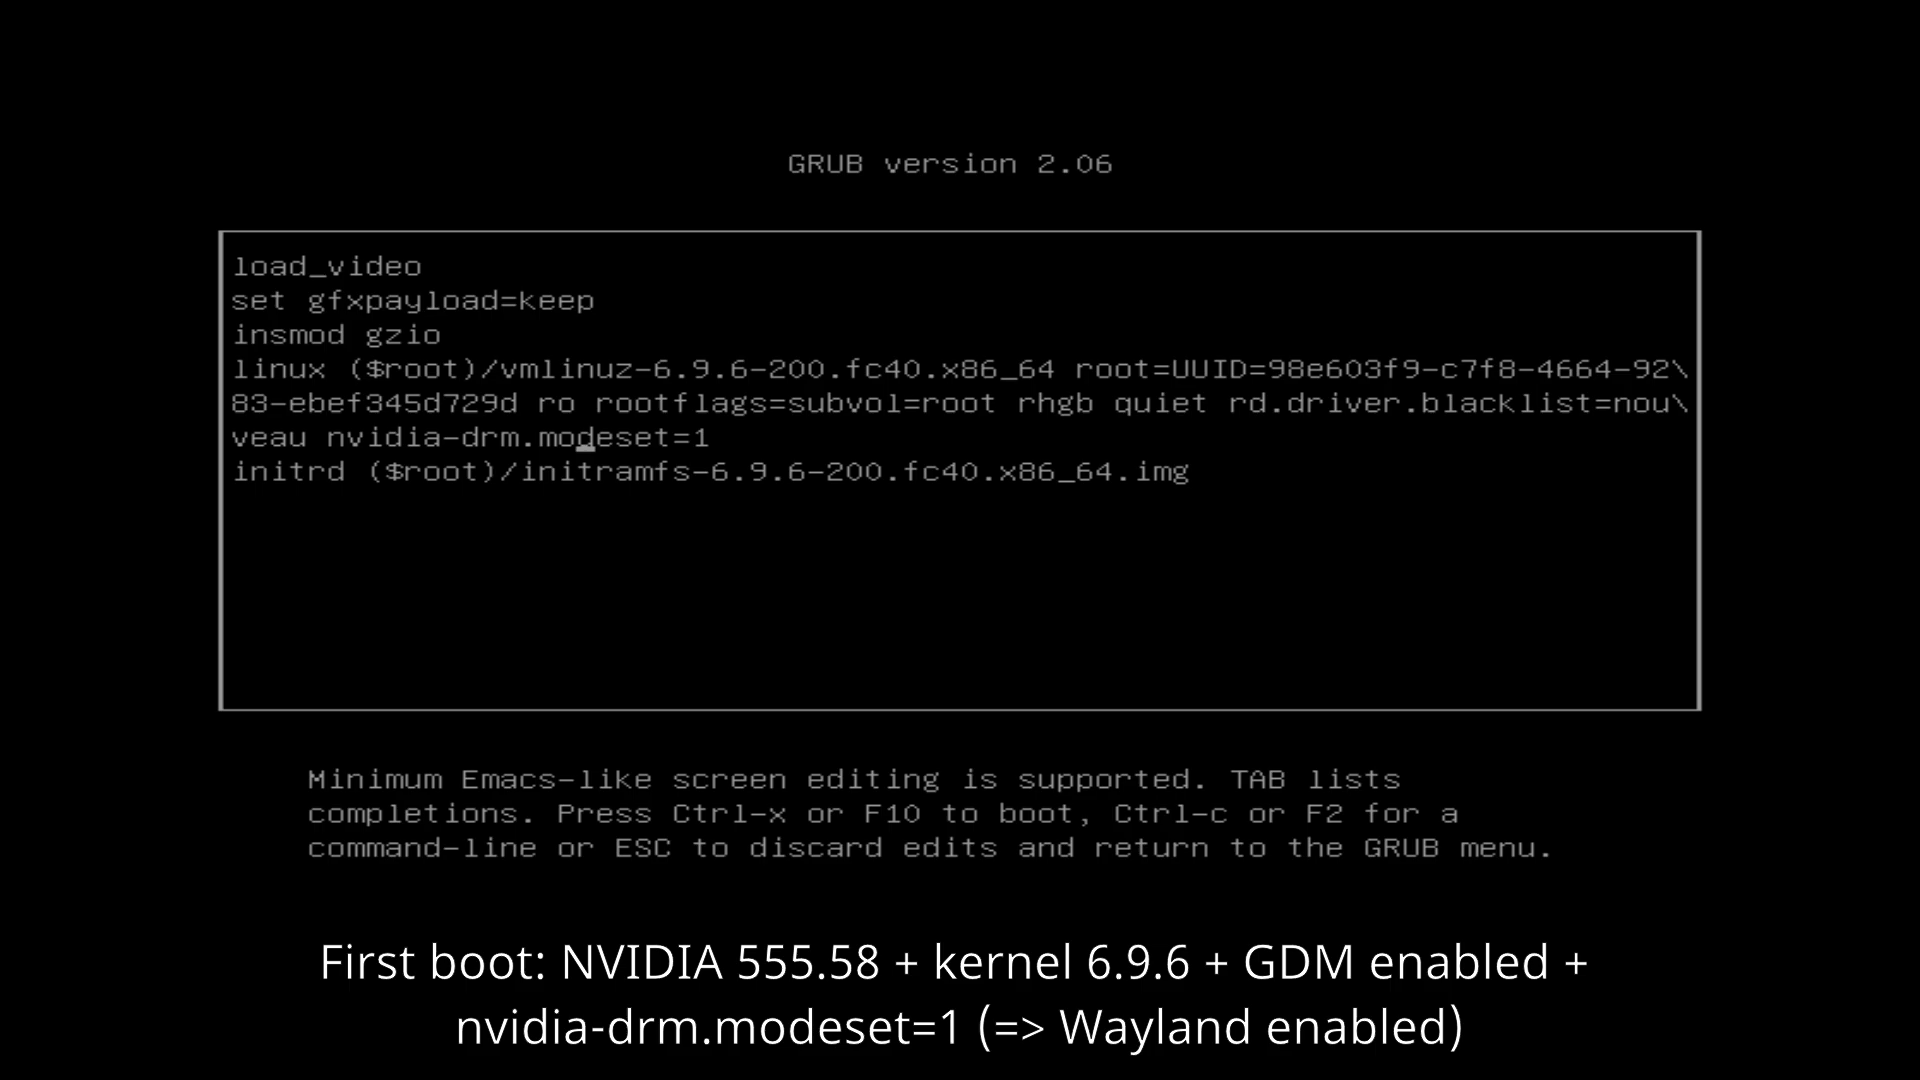 GRUB version 2.06
load_video
set gfxpayload=keep
insmod gzio
linux ($root)/vmlinuz-6.9.6-200.fc40.x86_64 root=UUID=98e603f9-c7f8-4664-92\
83-ebef345d729d ro rootflags=subvol=root rhgb quiet rd.driver.blacklist=nou\
veau nvidia-drm.modeset=1
initrd ($root)/initramfs-6.9.6-200.fc40.x86_64.img
Minimum Emacs-like screen editing is supported. TAB lists
completions. Press Ctrl-x or F10 to boot, Ctrl-c or F2 for a
command-line or ESC to discard edits and return to the GRUB menu.
First boot: NVIDIA 555.58 + kernel 6.9.6 + GDM enabled +
nvidia-drm.modeset=1 (=> Wayland enabled)